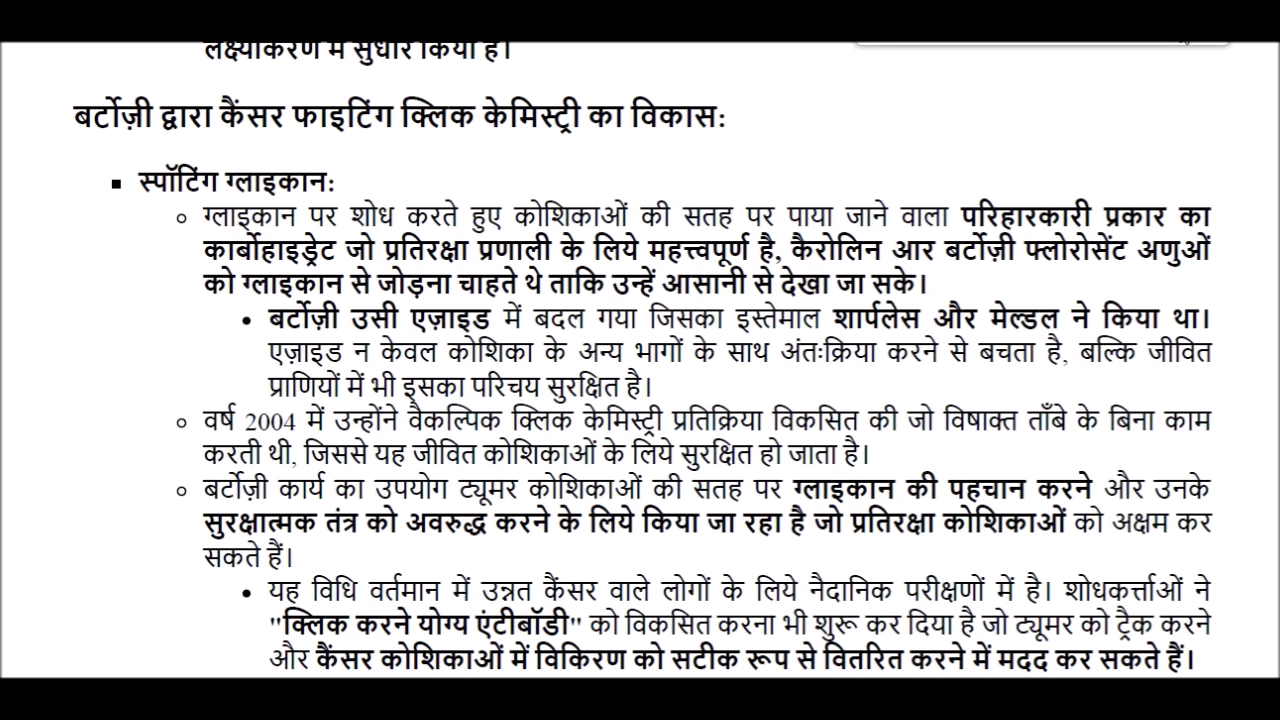 लक्ष्यीकरण में सुधार किया है।
बर्टोज़ी द्वारा कैंसर फाइटिंग क्लिक केमिस्ट्री का विकास:
▪ स्पॉटिंग ग्लाइकान:
○ ग्लाइकान पर शोध करते हुए कोशिकाओं की सतह पर पाया जाने वाला परिहारकारी प्रकार का
कार्बोहाइड्रेट जो प्रतिरक्षा प्रणाली के लिये महत्त्वपूर्ण है, कैरोलिन आर बर्टोज़ी फ्लोरोसेंट अणुओं
को ग्लाइकान से जोड़ना चाहते थे ताकि उन्हें आसानी से देखा जा सके।
• बर्टोज़ी उसी एज़ाइड में बदल गया जिसका इस्तेमाल शार्पलेस और मेल्डल ने किया था।
एज़ाइड न केवल कोशिका के अन्य भागों के साथ अंतःक्रिया करने से बचता है, बल्कि जीवित
प्राणियों में भी इसका परिचय सुरक्षित है।
○ वर्ष 2004 में उन्होंने वैकल्पिक क्लिक केमिस्ट्री प्रतिक्रिया विकसित की जो विषाक्त ताँबे के बिना काम
करती थी, जिससे यह जीवित कोशिकाओं के लिये सुरक्षित हो जाता है।
○ बर्टोज़ी कार्य का उपयोग ट्यूमर कोशिकाओं की सतह पर ग्लाइकान की पहचान करने और उनके
सुरक्षात्मक तंत्र को अवरुद्ध करने के लिये किया जा रहा है जो प्रतिरक्षा कोशिकाओं को अक्षम कर
सकते हैं।
• यह विधि वर्तमान में उन्नत कैंसर वाले लोगों के लिये नैदानिक परीक्षणों में है। शोधकर्त्ताओं ने
"क्लिक करने योग्य एंटीबॉडी" को विकसित करना भी शुरू कर दिया है जो ट्यूमर को ट्रैक करने
और कैंसर कोशिकाओं में विकिरण को सटीक रूप से वितरित करने में मदद कर सकते हैं।